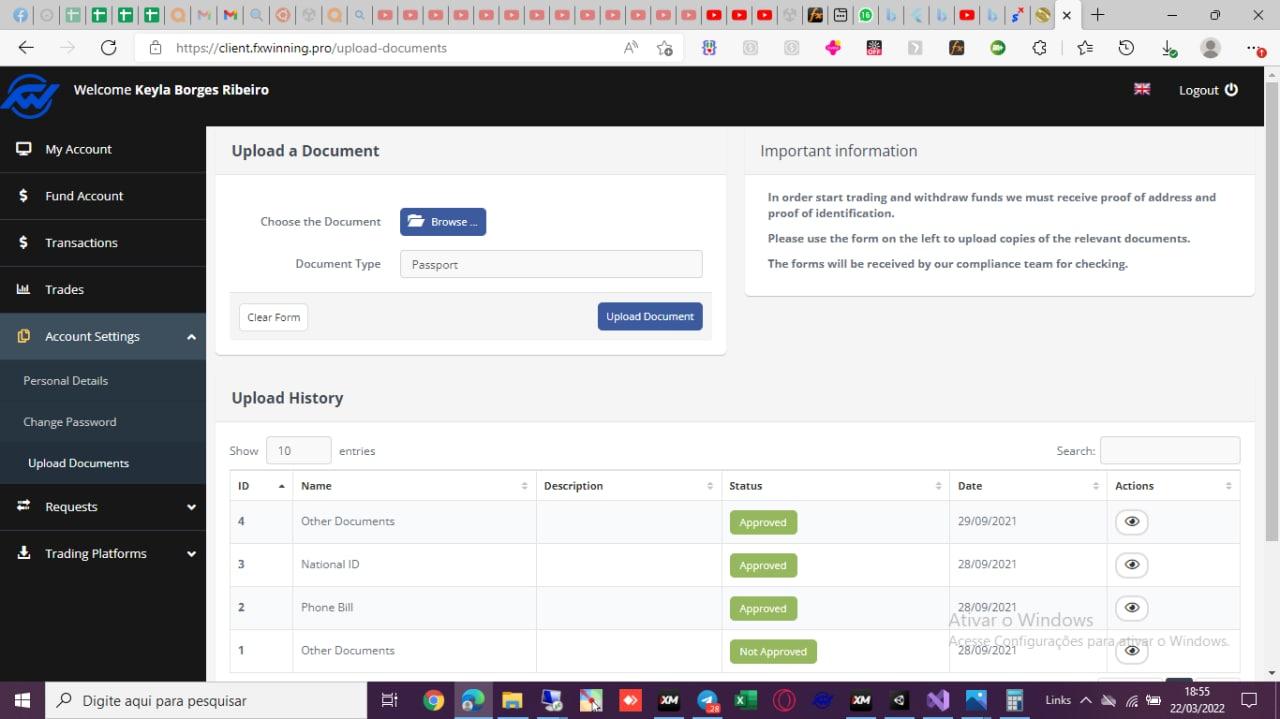 https://client.fxwinning.pro/upload-documents
Welcome Keyla Borges Ribeiro
Logout
My Account
Fund Account
Transactions
Trades
Account Settings
Personal Details
Change Password
Upload Documents
Requests
Trading Platforms
Upload a Document
Choose the Document
Browse ...
Document Type
Passport
Clear Form
Upload Document
Important information
In order start trading and withdraw funds we must receive proof of address and
proof of identification.
Please use the form on the left to upload copies of the relevant documents.
The forms will be received by our compliance team for checking.
Upload History
Show 10 entries
Search:
ID Name Description Status Date Actions
4 Other Documents Approved 29/09/2021
3 National ID Approved 28/09/2021
2 Phone Bill Approved 28/09/2021
1 Other Documents Not Approved 28/09/2021
Ativar o Windows
Acesse Configurações para ativar o Windows.
Digite aqui para pesquisar
XM
XM
Links
18:55
22/03/2022